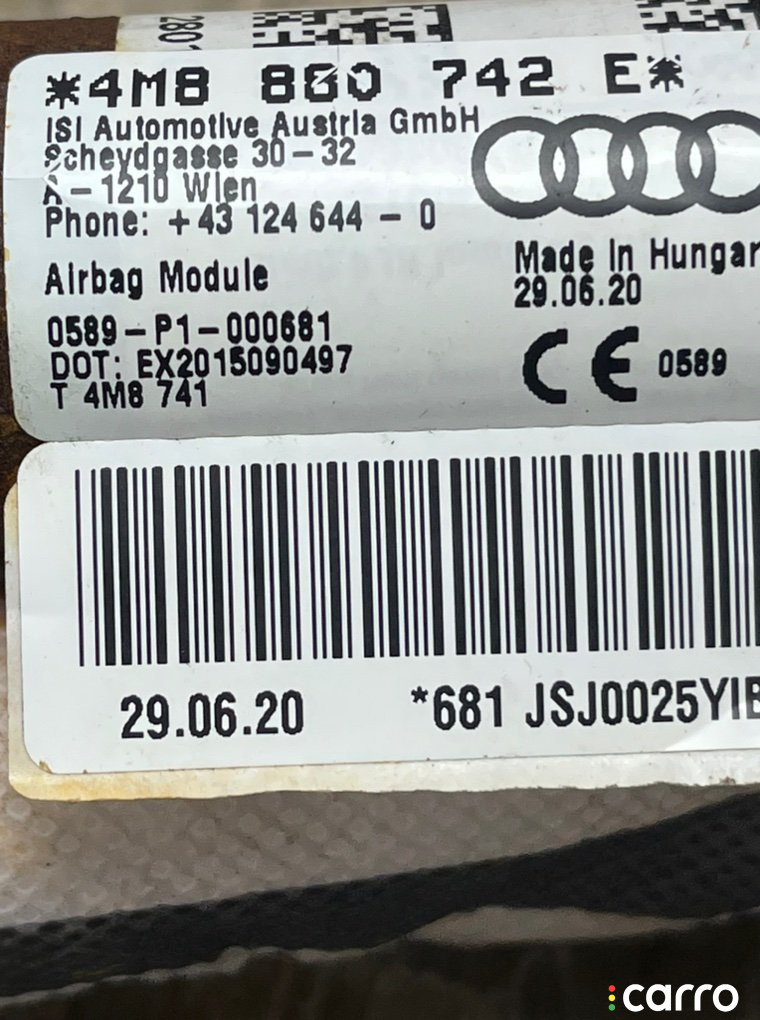 280
*4M8 880 742 E*
ISI Automotive Austria GmbH
Scheydgasse 30-32
A-1210 Wien
Phone: +43 124 644 - 0
Airbag Module
Made In Hungar
29.06.20
0589-P1-000681
DOT: EX2015090497
T 4M8 741
CE 0589
29.06.20
*681 JSJ0025YIB
carro